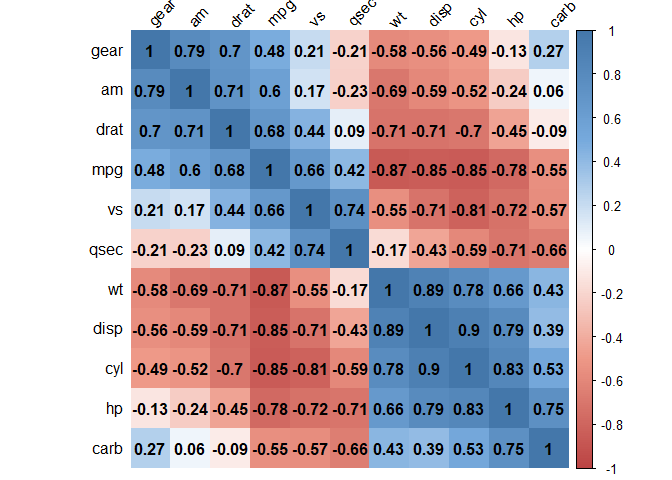 gear am drat mpg vs qsec wt disp cyl hp carb
gear 1 0.79 0.7 0.48 0.21 -0.21 -0.58 -0.56 -0.49 -0.13 0.27
am 0.79 1 0.71 0.6 0.17 -0.23 -0.69 -0.59 -0.52 -0.24 0.06
drat 0.7 0.71 1 0.68 0.44 0.09 -0.71 -0.71 -0.7 -0.45 -0.09
mpg 0.48 0.6 0.68 1 0.66 0.42 -0.87 -0.85 -0.85 -0.78 -0.55
vs 0.21 0.17 0.44 0.66 1 0.74 -0.55 -0.71 -0.81 -0.72 -0.57
qsec -0.21 -0.23 0.09 0.42 0.74 1 -0.17 -0.43 -0.59 -0.71 -0.66
wt -0.58 -0.69 -0.71 -0.87 -0.55 -0.17 1 0.89 0.78 0.66 0.43
disp -0.56 -0.59 -0.71 -0.85 -0.71 -0.43 0.89 1 0.9 0.79 0.39
cyl -0.49 -0.52 -0.7 -0.85 -0.81 -0.59 0.78 0.9 1 0.83 0.53
hp -0.13 -0.24 -0.45 -0.78 -0.72 -0.71 0.66 0.79 0.83 1 0.75
carb 0.27 0.06 -0.09 -0.55 -0.57 -0.66 0.43 0.39 0.53 0.75 1
1
0.8
0.6
0.4
0.2
0
-0.2
-0.4
-0.6
-0.8
-1